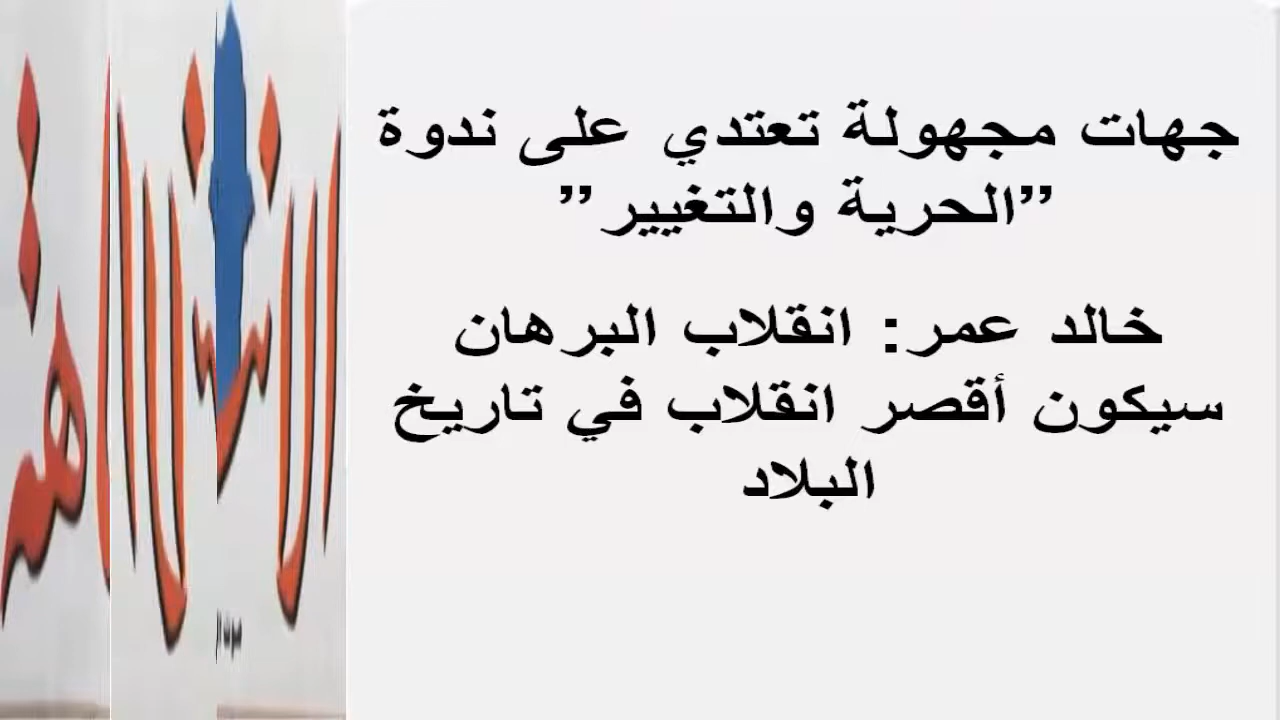 جهات مجهولة تعتدي على ندوة
”الحرية والتغيير”
خالد عمر: انقلاب البرهان
سيكون أقصر انقلاب في تاريخ
البلاد